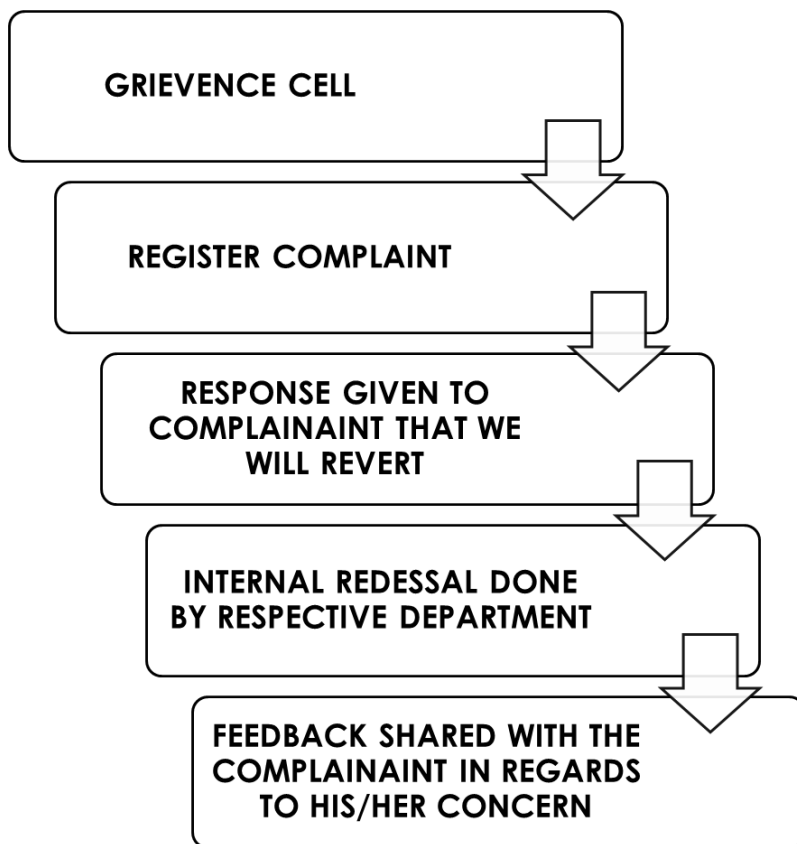 GRIEVENCE CELL
REGISTER COMPLAINT
RESPONSE GIVEN TO
COMPLAINAINT THAT WE
WILL REVERT
INTERNAL REDESSAL DONE
BY RESPECTIVE DEPARTMENT
FEEDBACK SHARED WITH THE
COMPLAINAINT IN REGARDS
TO HIS/HER CONCERN